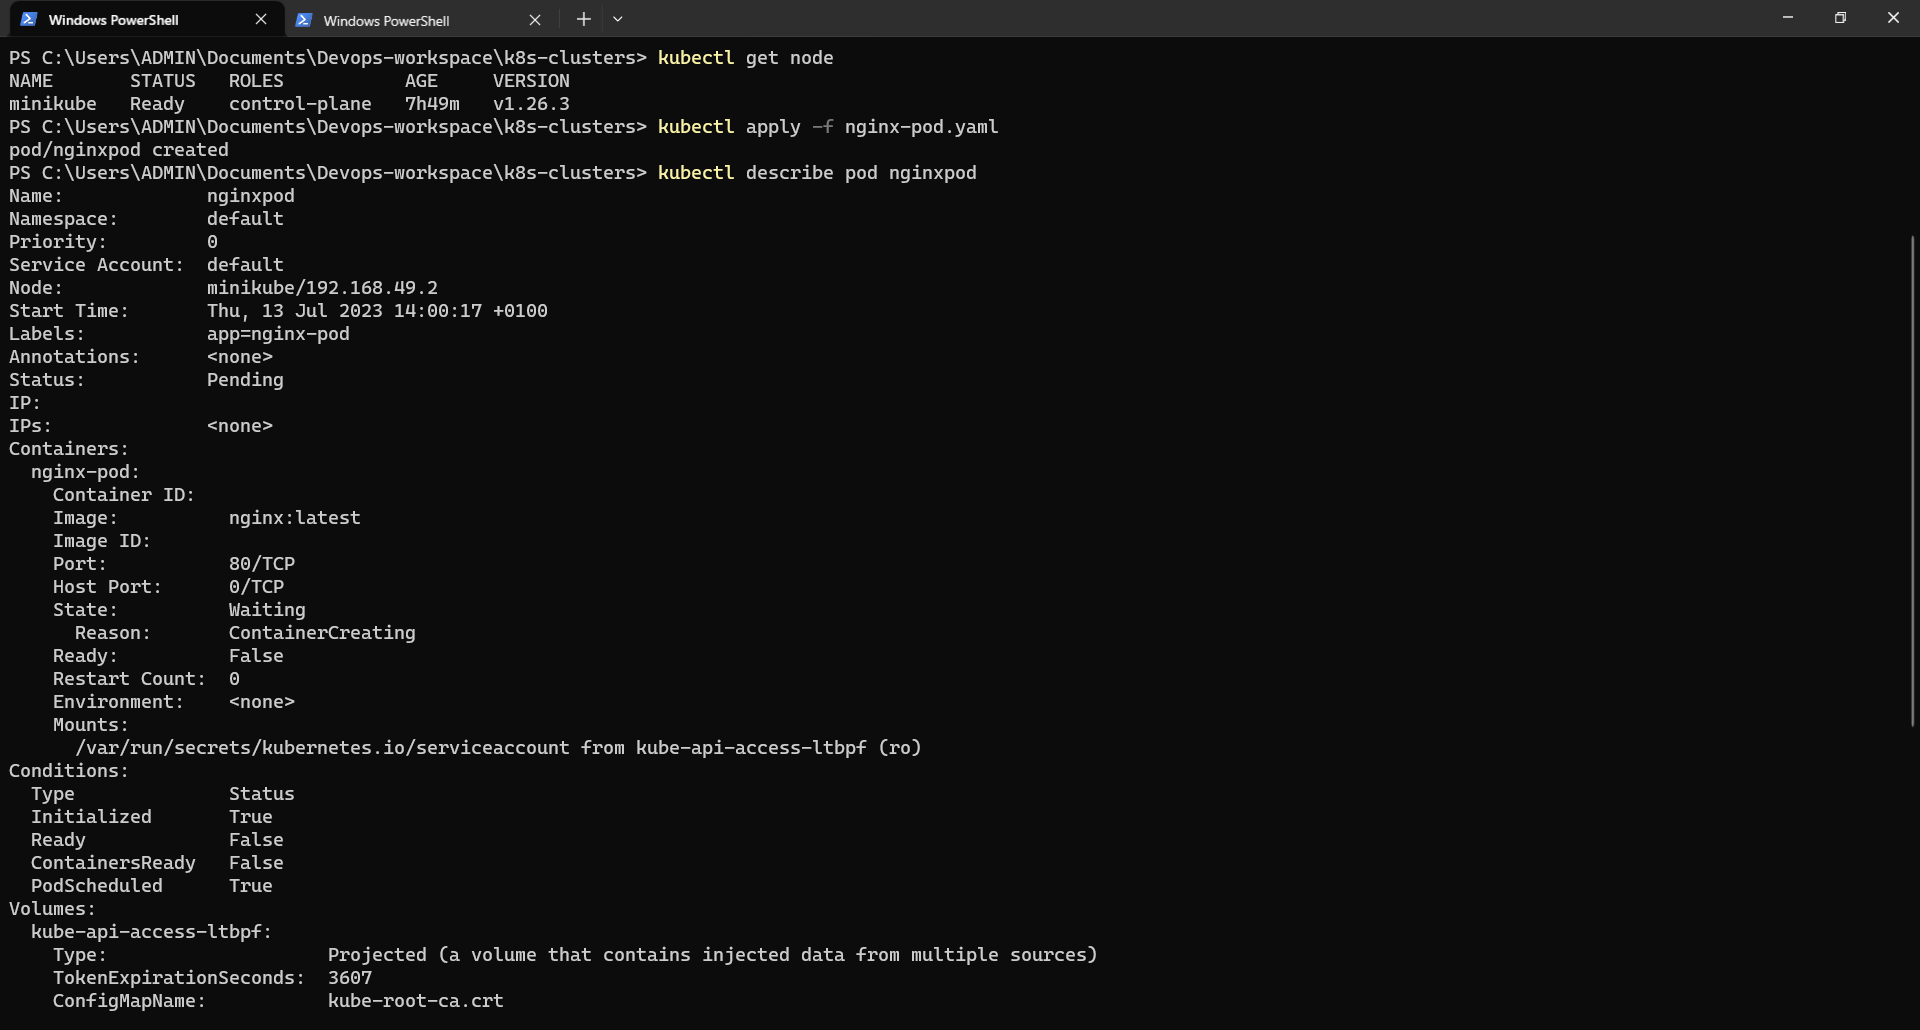 Windows PowerShell
Windows PowerShell
PS C:\Users\ADMIN\Documents\Devops-workspace\k8s-clusters> kubectl get node
NAME       STATUS   ROLES           AGE     VERSION
minikube   Ready    control-plane   7h49m   v1.26.3
PS C:\Users\ADMIN\Documents\Devops-workspace\k8s-clusters> kubectl apply -f nginx-pod.yaml
pod/nginxpod created
PS C:\Users\ADMIN\Documents\Devops-workspace\k8s-clusters> kubectl describe pod nginxpod
Name:             nginxpod
Namespace:        default
Priority:         0
Service Account:  default
Node:             minikube/192.168.49.2
Start Time:       Thu, 13 Jul 2023 14:00:17 +0100
Labels:           app=nginx-pod
Annotations:      <none>
Status:           Pending
IP:
IPs:              <none>
Containers:
  nginx-pod:
    Container ID:
    Image:          nginx:latest
    Image ID:
    Port:           80/TCP
    Host Port:      0/TCP
    State:          Waiting
      Reason:       ContainerCreating
    Ready:          False
    Restart Count:  0
    Environment:    <none>
    Mounts:
      /var/run/secrets/kubernetes.io/serviceaccount from kube-api-access-ltbpf (ro)
Conditions:
  Type              Status
  Initialized       True
  Ready             False
  ContainersReady   False
  PodScheduled      True
Volumes:
  kube-api-access-ltbpf:
    Type:                    Projected (a volume that contains injected data from multiple sources)
    TokenExpirationSeconds:  3607
    ConfigMapName:           kube-root-ca.crt